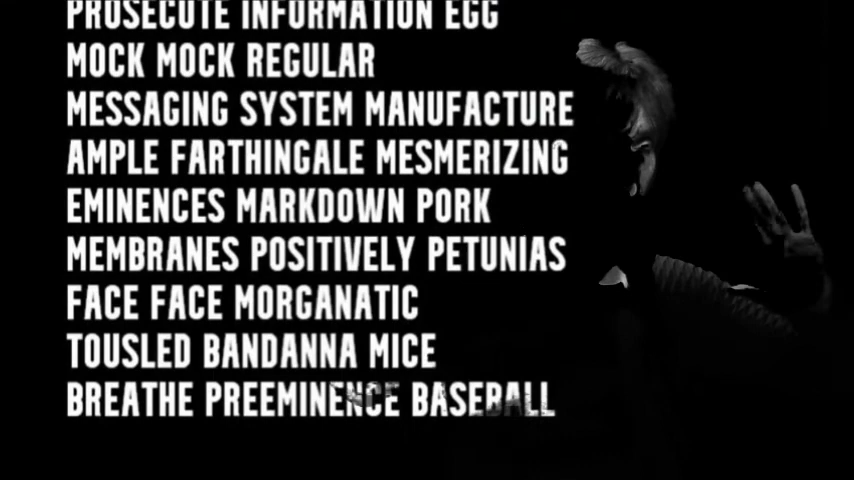 PROSECUTE INFORMATION EGG
MOCK MOCK REGULAR
MESSAGING SYSTEM MANUFACTURE
AMPLE FARTHINGALE MESMERIZING
EMINENCES MARKDOWN PORK
MEMBRANES POSITIVELY PETUNIAS
FACE FACE MORGANATIC
TOUSLED BANDANNA MICE
BREATHE PREEMINENCE BASEBALL